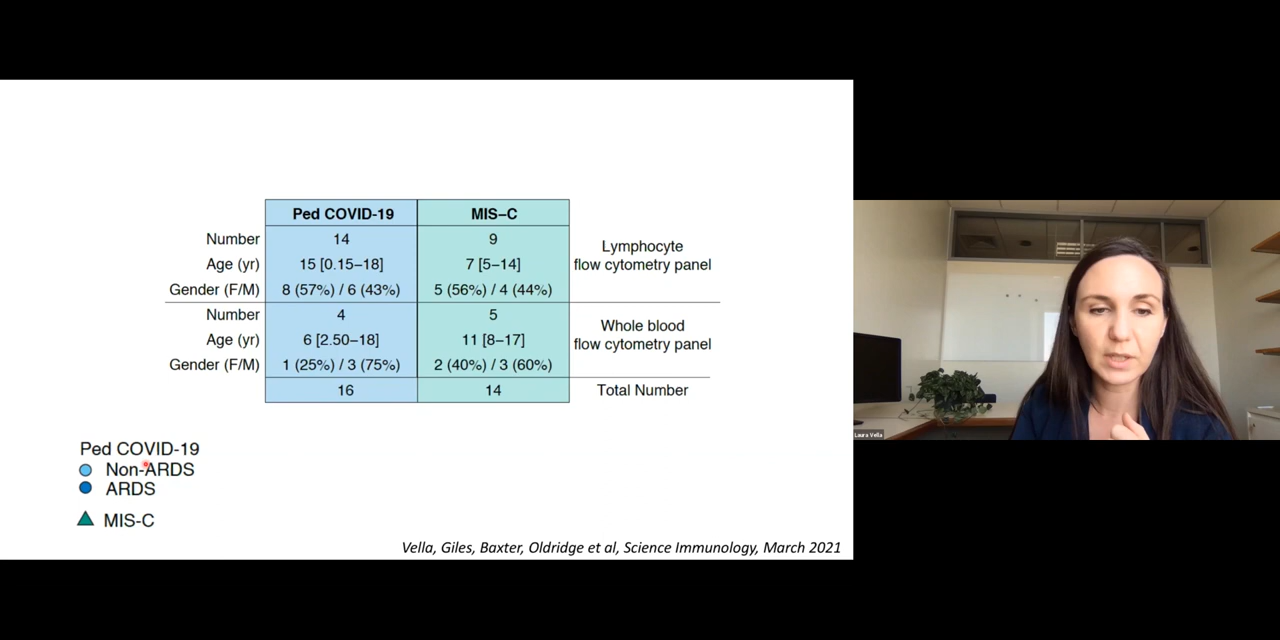 Ped COVID-19 MIS–C
Number 14 9
Lymphocyte
flow cytometry panel
Age (yr) 15 [0.15–18] 7 [5–14]
Gender (F/M) 8 (57%) / 6 (43%) 5 (56%) / 4 (44%)
Number 4 5
Whole blood
flow cytometry panel
Age (yr) 6 [2.50–18] 11 [8–17]
Gender (F/M) 1 (25%) / 3 (75%) 2 (40%) / 3 (60%)
16 14 Total Number
Ped COVID-19
Non-ARDS
ARDS
MIS-C
Vella, Giles, Baxter, Oldridge et al, Science Immunology, March 2021
Laura Vella